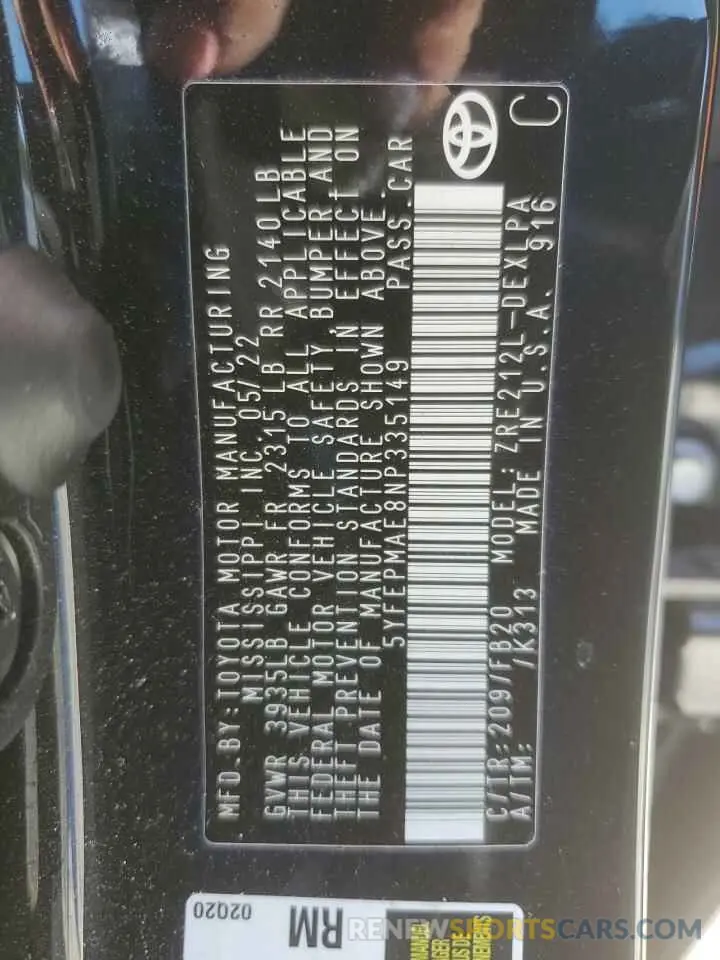 MFD. BY: TOYOTA MOTOR MANUFACTURING
MISSISSIPPI INC. 05/22
GVWR 3935LB GAWR FR 2315 LB RR 2140LB
THIS VEHICLE CONFORMS TO ALL APPLICABLE
FEDERAL MOTOR VEHICLE SAFETY, BUMPER AND
THEFT PREVENTION STANDARDS IN EFFECT ON
THE DATE OF MANUFACTURE SHOWN ABOVE.
5YFEPMAE8NP335149 PASS.CAR
C/TR: 209/FB20 MODEL: ZRE212L-DEXLPA
A/TM: /K313 MADE IN U.S.A. 916
C
02Q20
RM
RENEWSPORTSCARS.COM